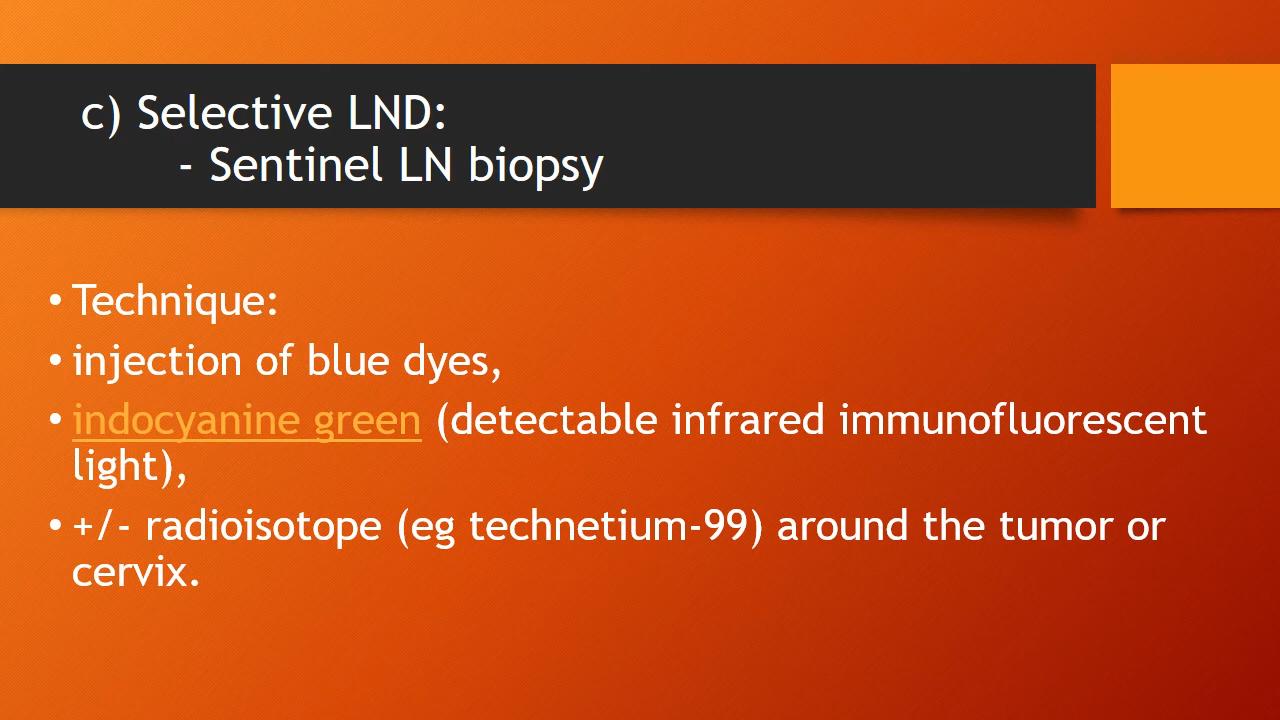 c) Selective LND:
- Sentinel LN biopsy
• Technique:
• injection of blue dyes,
• indocyanine green (detectable infrared immunofluorescent
light),
• +/- radioisotope (eg technetium-99) around the tumor or
cervix.